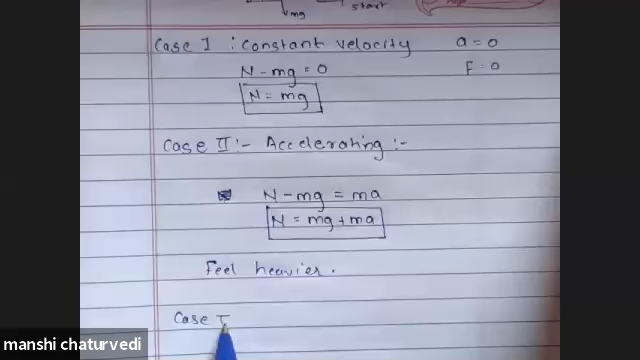 mg
start
Case I : Constant velocity a = 0
N - mg = 0 F = 0
N = mg
Case II :- Accelerating :-
N - mg = ma
N = mg + ma
Feel heavier.
Case I
manshi chaturvedi